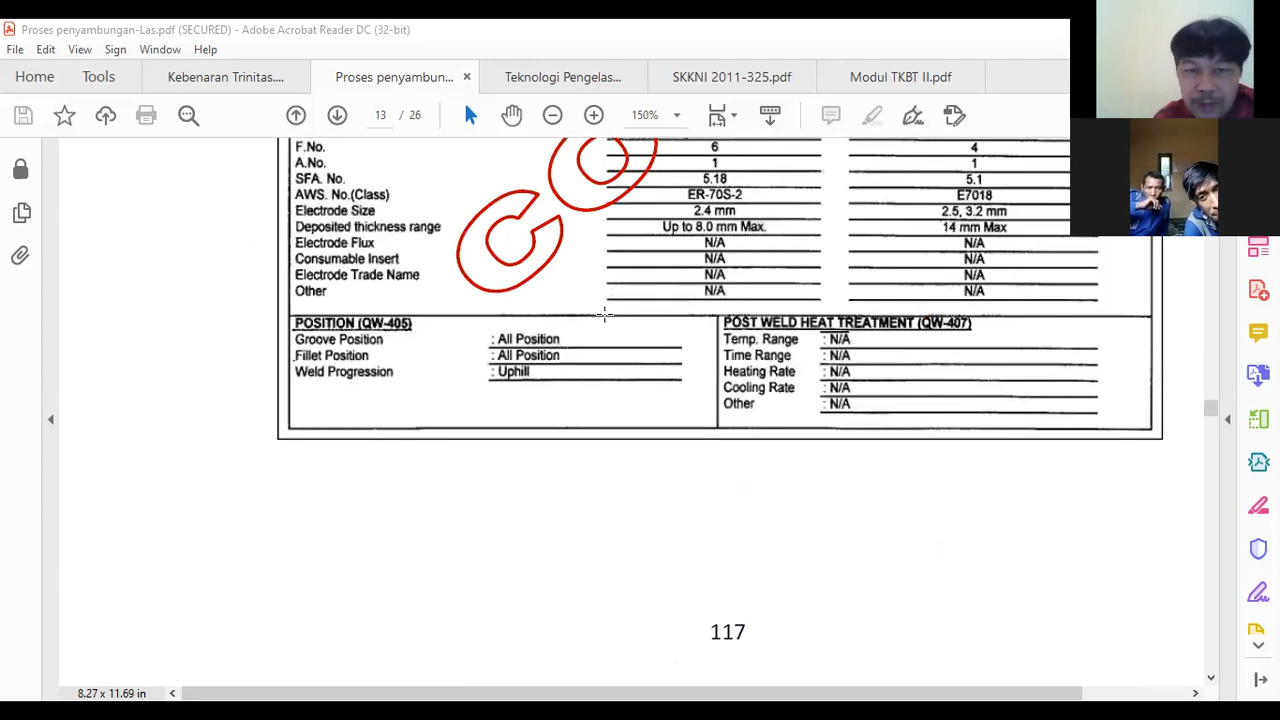 Proses penyambungan-Las.pdf (SECURED) - Adobe Acrobat Reader DC (32-bit)
File Edit View Sign Window Help
Home Tools Kebenaran Trinitas.... Proses penyambun... × Teknologi Pengelas... SKKNI 2011-325.pdf Modul TKBT II.pdf
13 / 26 150%
F.No. 6 4
A.No. 1 1
SFA. No. 5.18 5.1
AWS. No.(Class) ER-70S-2 E7018
Electrode Size 2.4 mm 2.5, 3.2 mm
Deposited thickness range Up to 8.0 mm Max. 14 mm Max
Electrode Flux N/A N/A
Consumable Insert N/A N/A
Electrode Trade Name N/A N/A
Other N/A N/A
CO
POSITION (QW-405)
Groove Position : All Position
Fillet Position : All Position
Weld Progression : Uphill
POST WELD HEAT TREATMENT (QW-407)
Temp. Range : N/A
Time Range : N/A
Heating Rate : N/A
Cooling Rate : N/A
Other : N/A
117
8.27 x 11.69 in